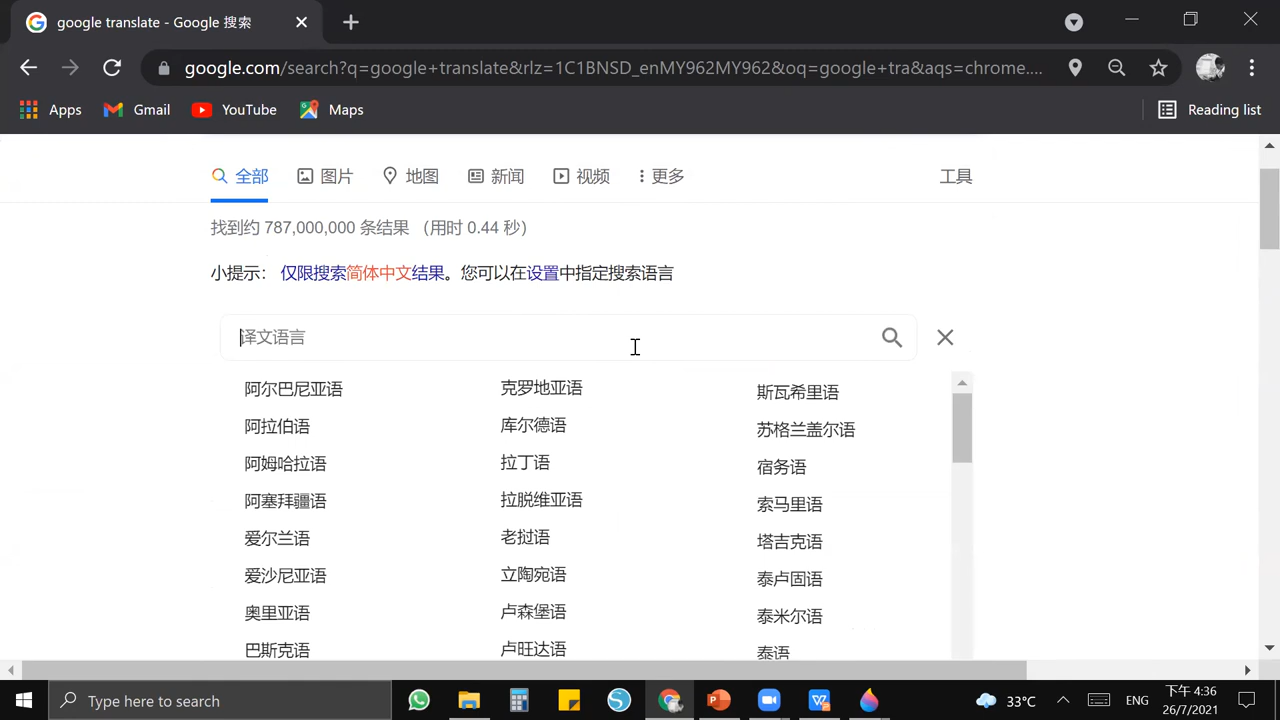 google translate - Google 搜索
google.com/search?q=google+translate&rlz=1C1BNSD_enMY962MY962&oq=google+tra&aqs=chrome....
Apps Gmail YouTube Maps Reading list
全部 图片 地图 新闻 视频 更多 工具
找到约 787,000,000 条结果 （用时 0.44 秒）
小提示： 仅限搜索简体中文结果。您可以在设置中指定搜索语言
译文语言
阿尔巴尼亚语 克罗地亚语 斯瓦希里语
阿拉伯语 库尔德语 苏格兰盖尔语
阿姆哈拉语 拉丁语 宿务语
阿塞拜疆语 拉脱维亚语 索马里语
爱尔兰语 老挝语 塔吉克语
爱沙尼亚语 立陶宛语 泰卢固语
奥里亚语 卢森堡语 泰米尔语
巴斯克语 卢旺达语 泰语
Type here to search 33°C ENG 下午 4:36
26/7/2021